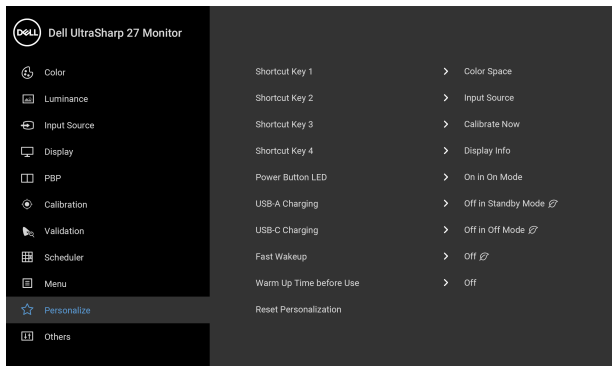 DELL Dell UltraSharp 27 Monitor
Color
Luminance
Input Source
Display
PBP
Calibration
Validation
Scheduler
Menu
Personalize
Others
Shortcut Key 1 > Color Space
Shortcut Key 2 > Input Source
Shortcut Key 3 > Calibrate Now
Shortcut Key 4 > Display Info
Power Button LED > On in On Mode
USB-A Charging > Off in Standby Mode
USB-C Charging > Off in Off Mode
Fast Wakeup > Off
Warm Up Time before Use > Off
Reset Personalization